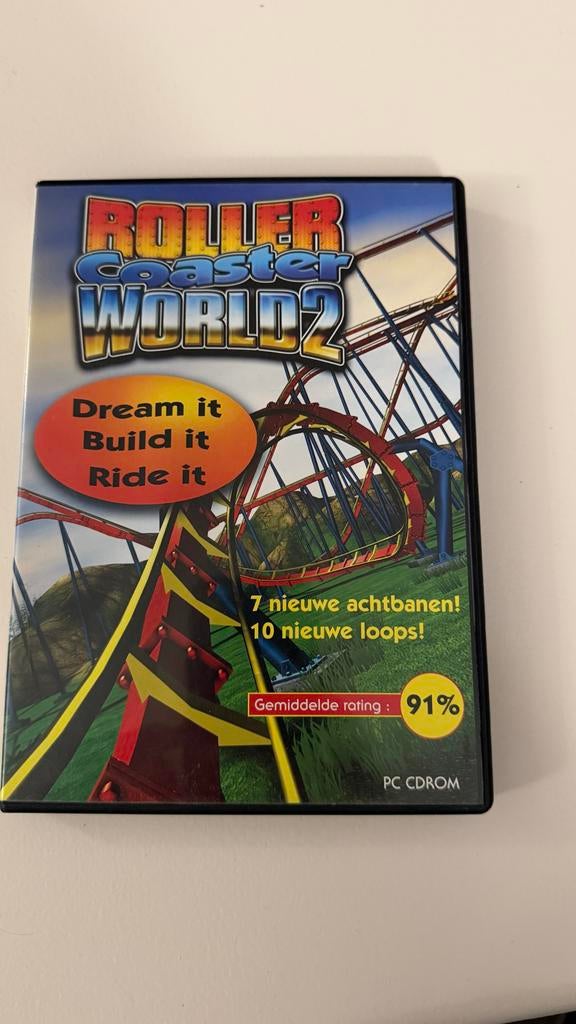 ROLLER
Coaster
WORLD2
Dream it
Build it
Ride it
7 nieuwe achtbanen!
10 nieuwe loops!
Gemiddelde rating : 91%
PC CDROM